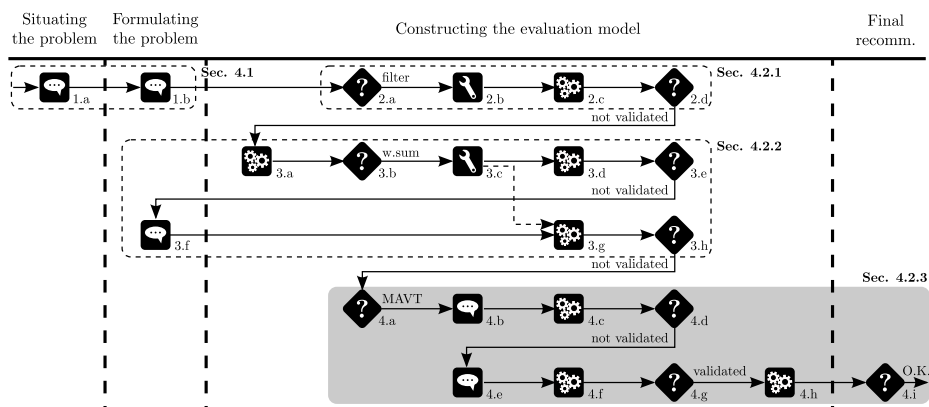 Situating
the problem
Formulating
the problem
Constructing the evaluation model
Final
recomm.
Sec. 4.1
Sec. 4.2.1
filter
1.a
1.b
2.a
2.b
2.c
2.d
not validated
Sec. 4.2.2
w.sum
3.a
3.b
3.c
3.d
3.e
not validated
3.f
3.g
3.h
not validated
Sec. 4.2.3
MAVT
4.a
4.b
4.c
4.d
not validated
validated
O.K.
4.e
4.f
4.g
4.h
4.i